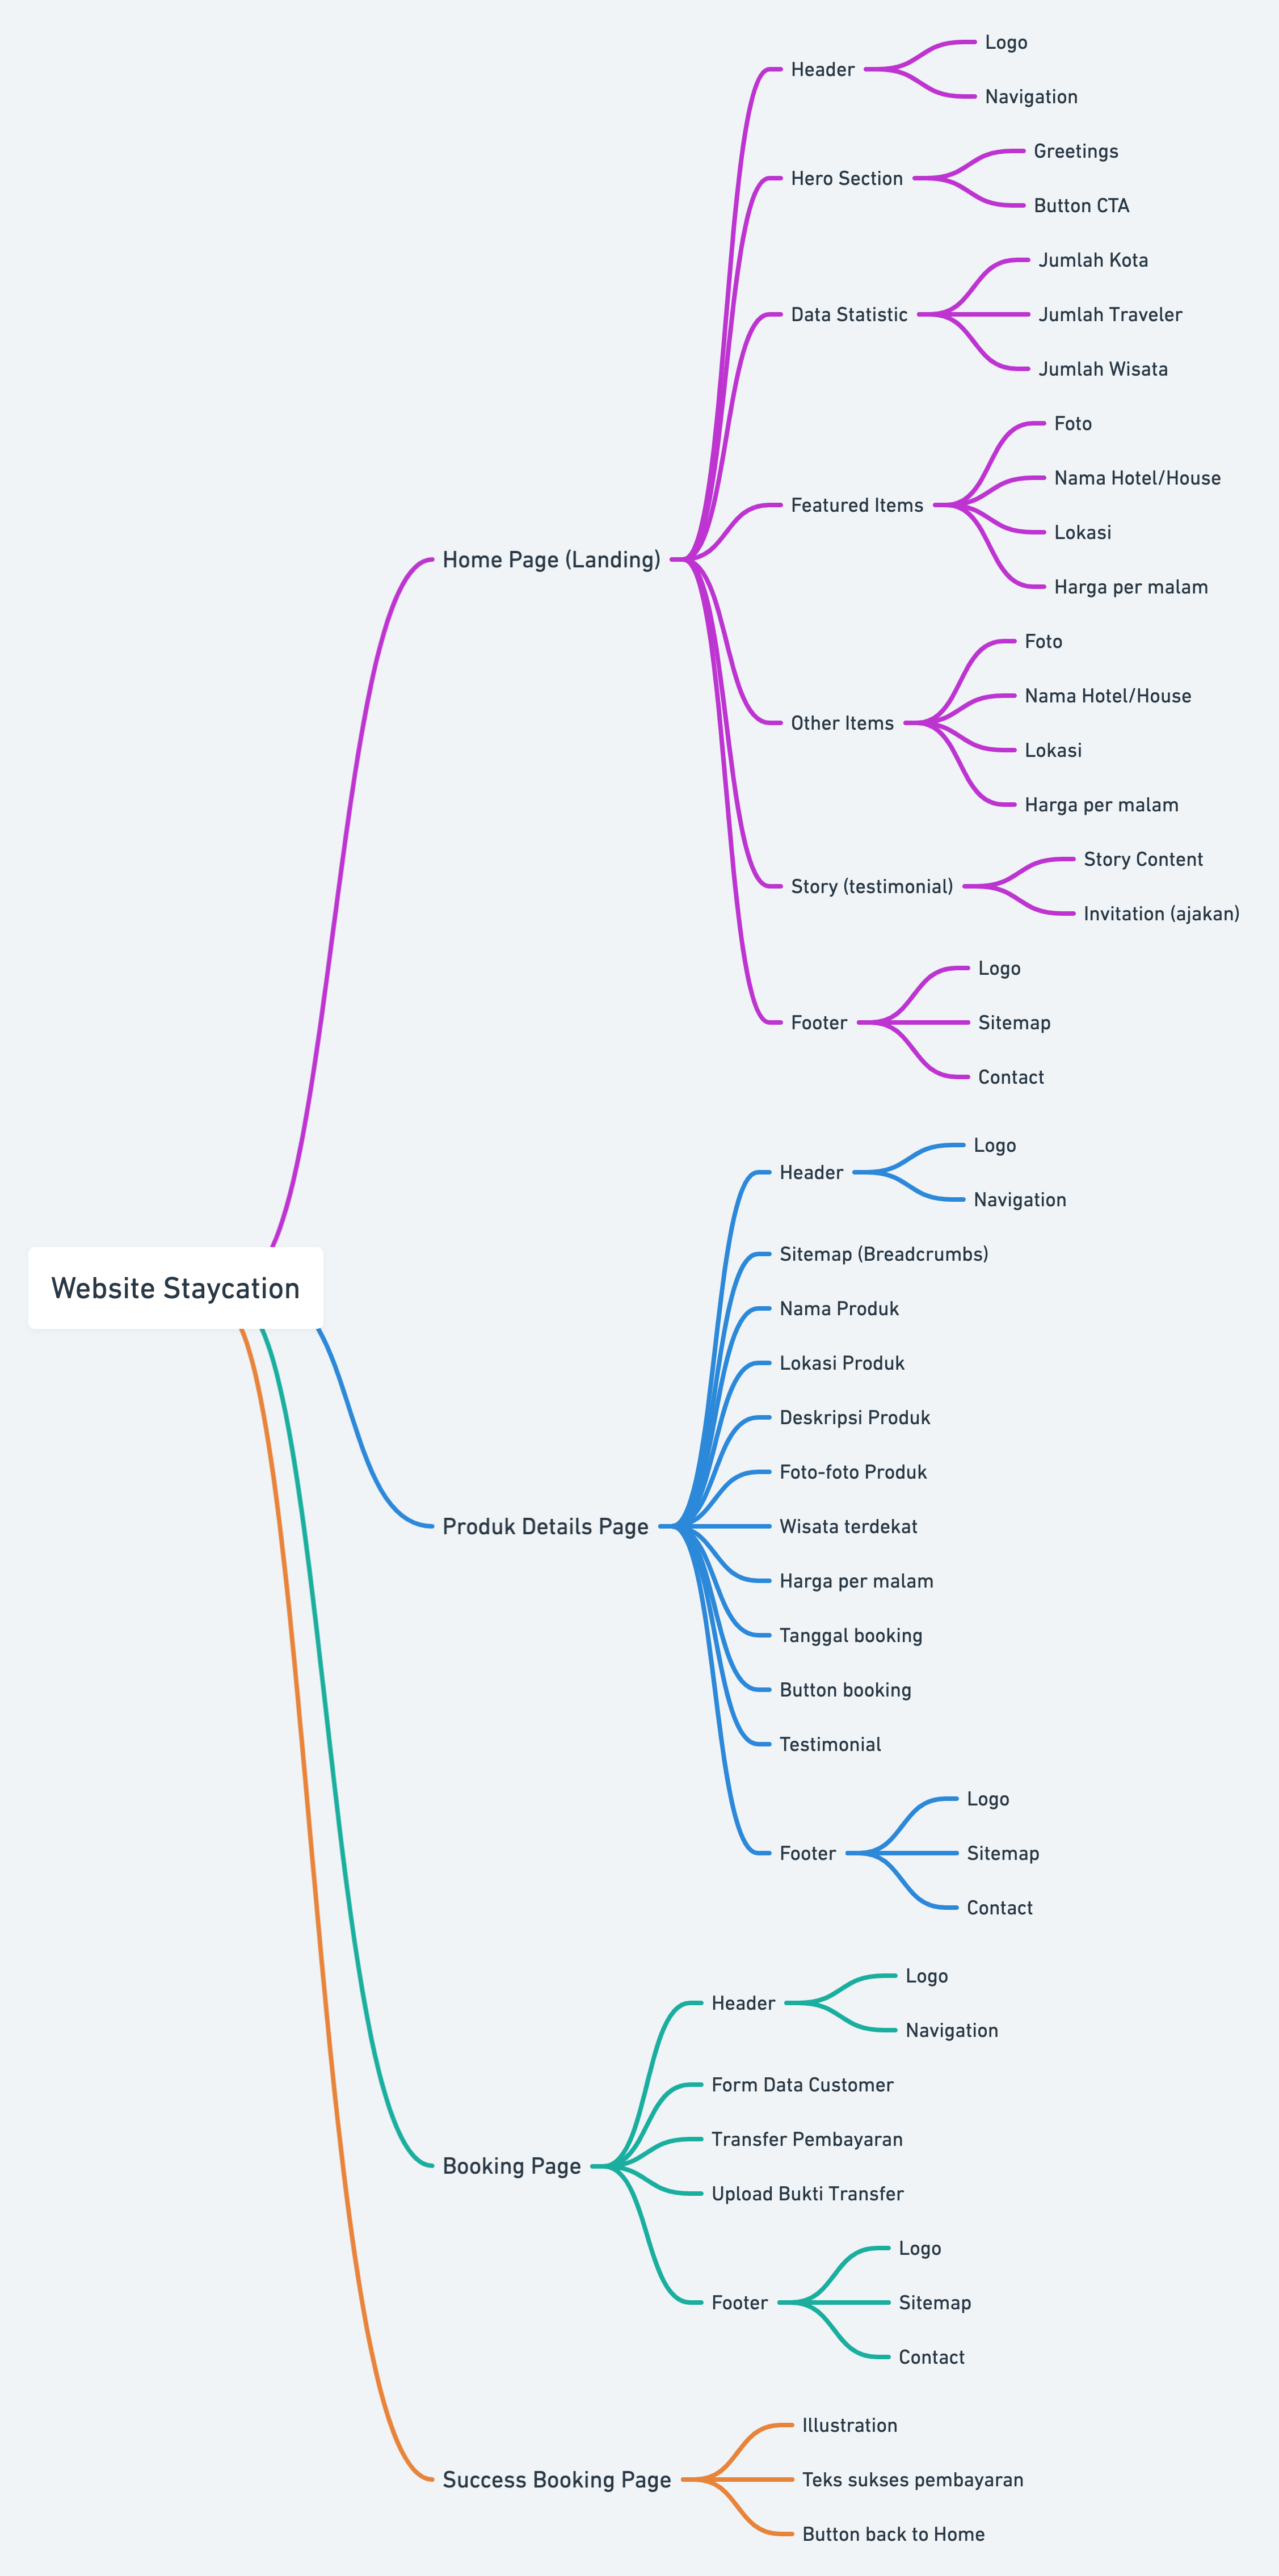 Website Staycation
Home Page (Landing)
Header
Logo
Navigation
Hero Section
Greetings
Button CTA
Data Statistic
Jumlah Kota
Jumlah Traveler
Jumlah Wisata
Featured Items
Foto
Nama Hotel/House
Lokasi
Harga per malam
Other Items
Foto
Nama Hotel/House
Lokasi
Harga per malam
Story (testimonial)
Story Content
Invitation (ajakan)
Footer
Logo
Sitemap
Contact
Produk Details Page
Header
Logo
Navigation
Sitemap (Breadcrumbs)
Nama Produk
Lokasi Produk
Deskripsi Produk
Foto-foto Produk
Wisata terdekat
Harga per malam
Tanggal booking
Button booking
Testimonial
Footer
Logo
Sitemap
Contact
Booking Page
Header
Logo
Navigation
Form Data Customer
Transfer Pembayaran
Upload Bukti Transfer
Footer
Logo
Sitemap
Contact
Success Booking Page
Illustration
Teks sukses pembayaran
Button back to Home